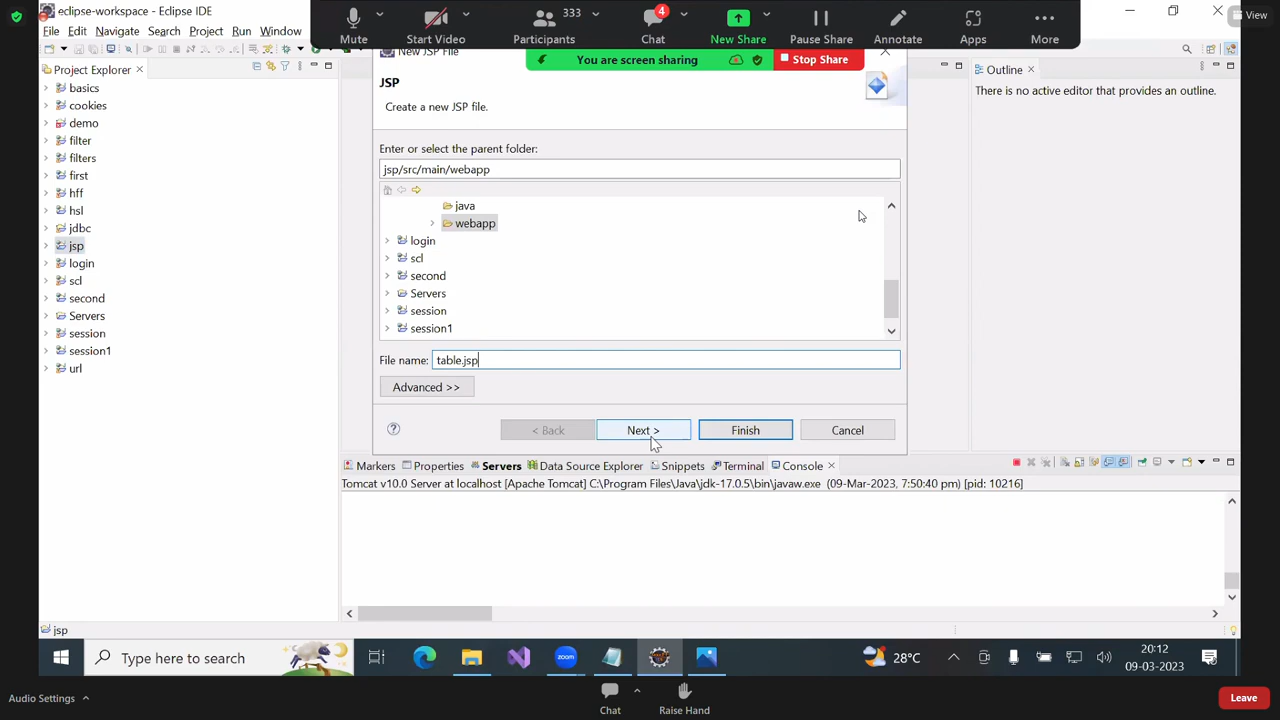 eclipse-workspace - Eclipse IDE
View
File Edit Navigate Search Project Run Window
333
4
Mute
Start Video
Participants
Chat
New Share
Pause Share
Annotate
Apps
More
New JSP File
You are screen sharing
Stop Share
Project Explorer
Outline
There is no active editor that provides an outline.
basics
cookies
demo
filter
filters
first
hff
hsl
jdbc
jsp
login
scl
second
Servers
session
session1
url
JSP
Create a new JSP file.
Enter or select the parent folder:
jsp/src/main/webapp
java
webapp
login
scl
second
Servers
session
session1
File name: table.jsp
Advanced >>
< Back
Next >
Finish
Cancel
Markers Properties Servers Data Source Explorer Snippets Terminal Console
Tomcat v10.0 Server at localhost [Apache Tomcat] C:\Program Files\Java\jdk-17.0.5\bin\javaw.exe (09-Mar-2023, 7:50:40 pm) [pid: 10216]
jsp
Type here to search
28°C
20:12
09-03-2023
Audio Settings
Chat
Raise Hand
Leave